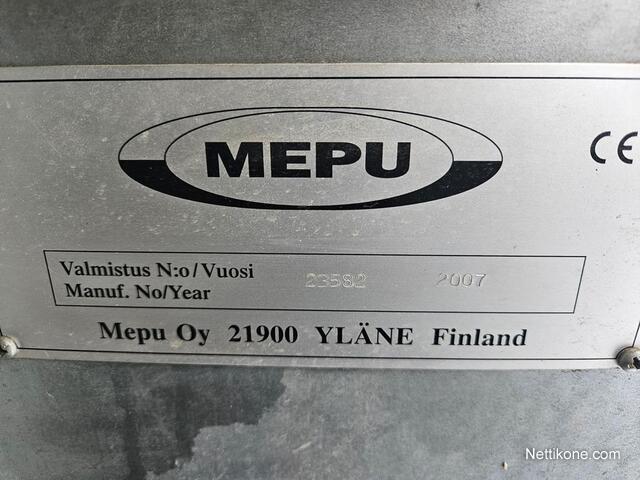 MEPU
CE
Valmistus N:o/Vuosi 23582 2007
Manuf. No/Year
Mepu Oy 21900 YLÄNE Finland
Nettikone.com